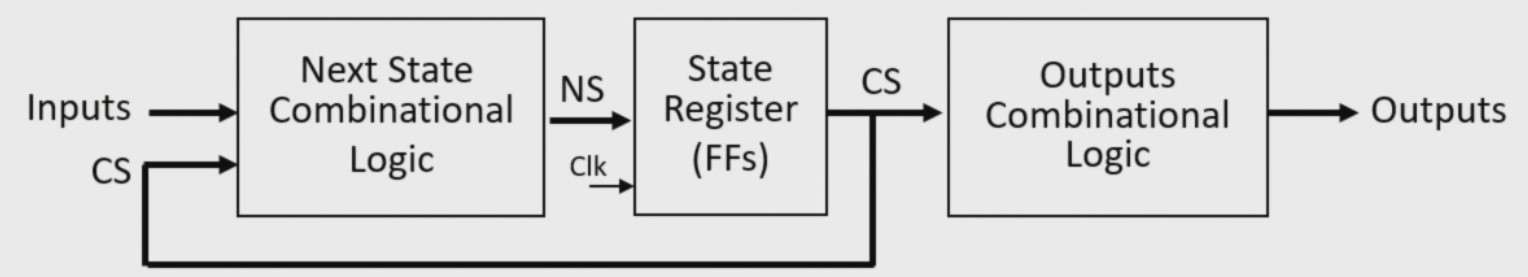 Inputs
CS
Next State
Combinational
Logic
NS
Clk
State
Register
(FFs)
CS
Outputs
Combinational
Logic
Outputs